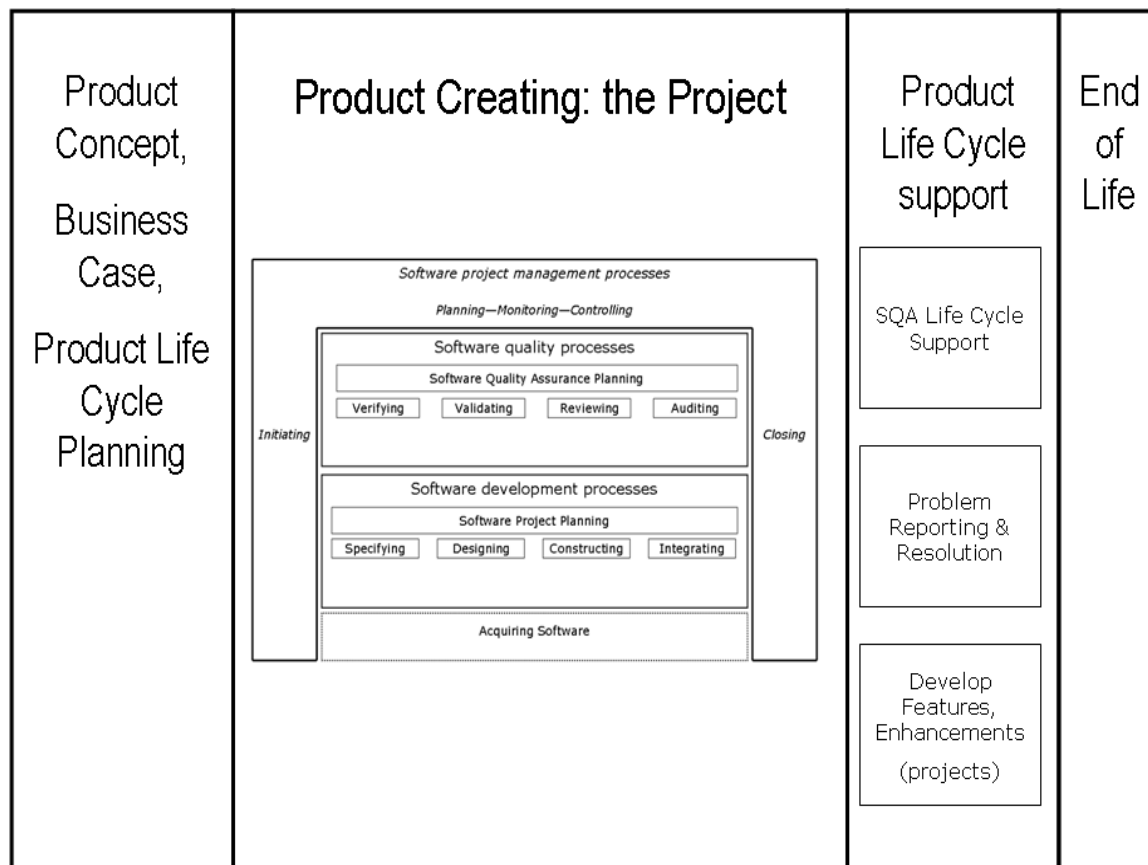 Product
Concept,
Business
Case,
Product Life
Cycle
Planning
Product Creating: the Project
Software project management processes
Planning—Monitoring—Controlling
Initiating
Software quality processes
Software Quality Assurance Planning
Verifying
Validating
Reviewing
Auditing
Software development processes
Software Project Planning
Specifying
Designing
Constructing
Integrating
Acquiring Software
Closing
Product
Life Cycle
support
SQA Life Cycle
Support
Problem
Reporting &
Resolution
Develop
Features,
Enhancements
(projects)
End
of
Life